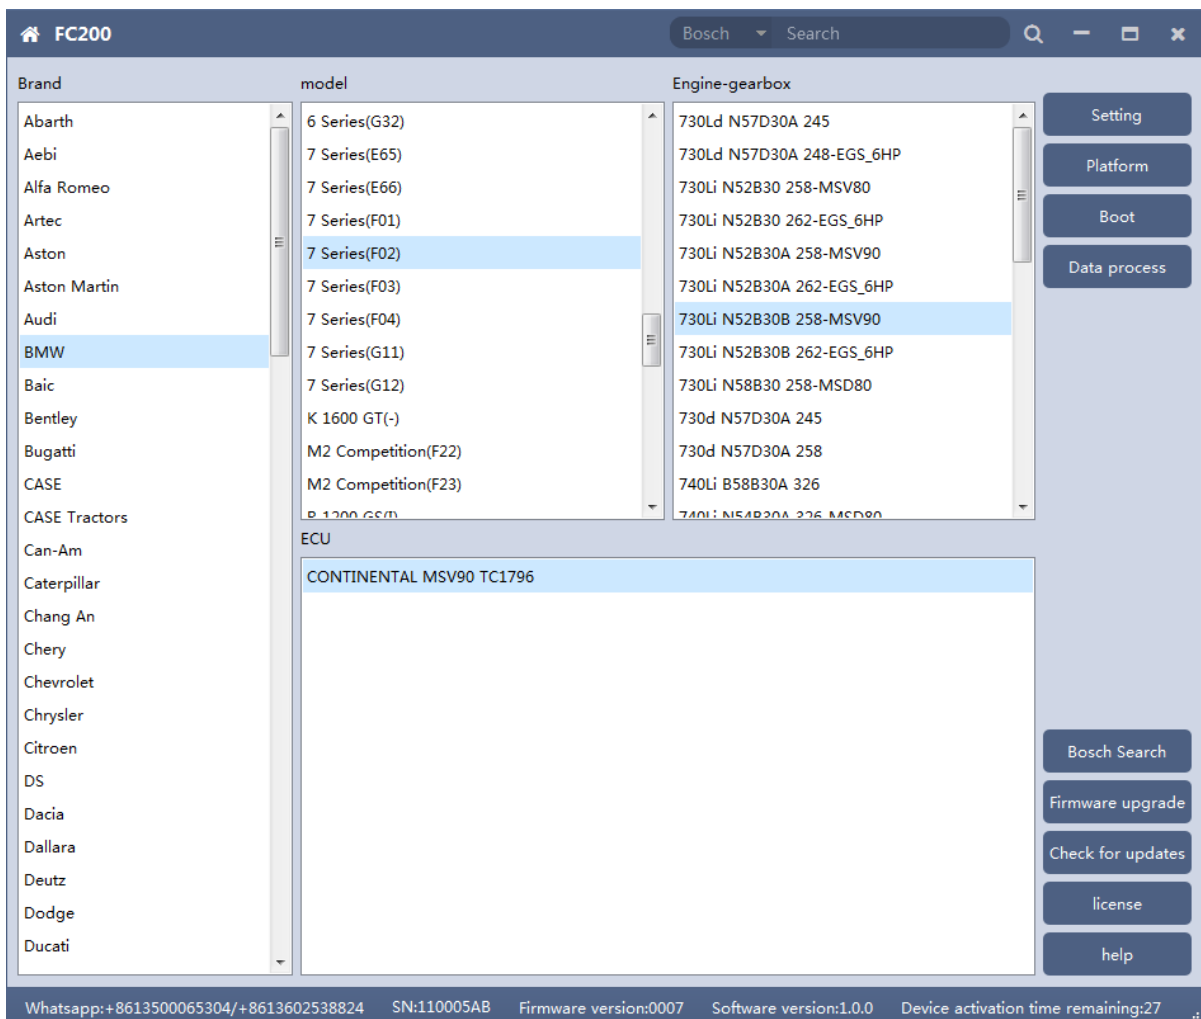 FC200
Bosch Search
Brand
Abarth
Aebi
Alfa Romeo
Artec
Aston
Aston Martin
Audi
BMW
Baic
Bentley
Bugatti
CASE
CASE Tractors
Can-Am
Caterpillar
Chang An
Chery
Chevrolet
Chrysler
Citroen
DS
Dacia
Dallara
Deutz
Dodge
Ducati
model
6 Series(G32)
7 Series(E65)
7 Series(E66)
7 Series(F01)
7 Series(F02)
7 Series(F03)
7 Series(F04)
7 Series(G11)
7 Series(G12)
K 1600 GT(-)
M2 Competition(F22)
M2 Competition(F23)
R 1200 GS(I)
Engine-gearbox
730Ld N57D30A 245
730Ld N57D30A 248-EGS_6HP
730Li N52B30 258-MSV80
730Li N52B30 262-EGS_6HP
730Li N52B30A 258-MSV90
730Li N52B30A 262-EGS_6HP
730Li N52B30B 258-MSV90
730Li N52B30B 262-EGS_6HP
730Li N58B30 258-MSD80
730d N57D30A 245
730d N57D30A 258
740Li B58B30A 326
740Li N54B30A 326-MSD80
ECU
CONTINENTAL MSV90 TC1796
Setting
Platform
Boot
Data process
Bosch Search
Firmware upgrade
Check for updates
license
help
Whatsapp:+8613500065304/+8613602538824 SN:110005AB Firmware version:0007 Software version:1.0.0 Device activation time remaining:27